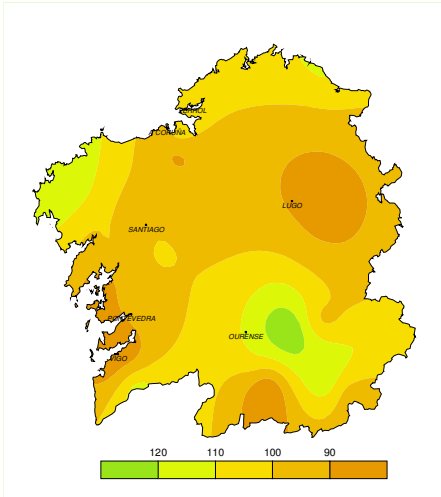 FERROL
A CORUÑA
LUGO
SANTIAGO
PONTEVEDRA
OURENSE
VIGO
120 110 100 90